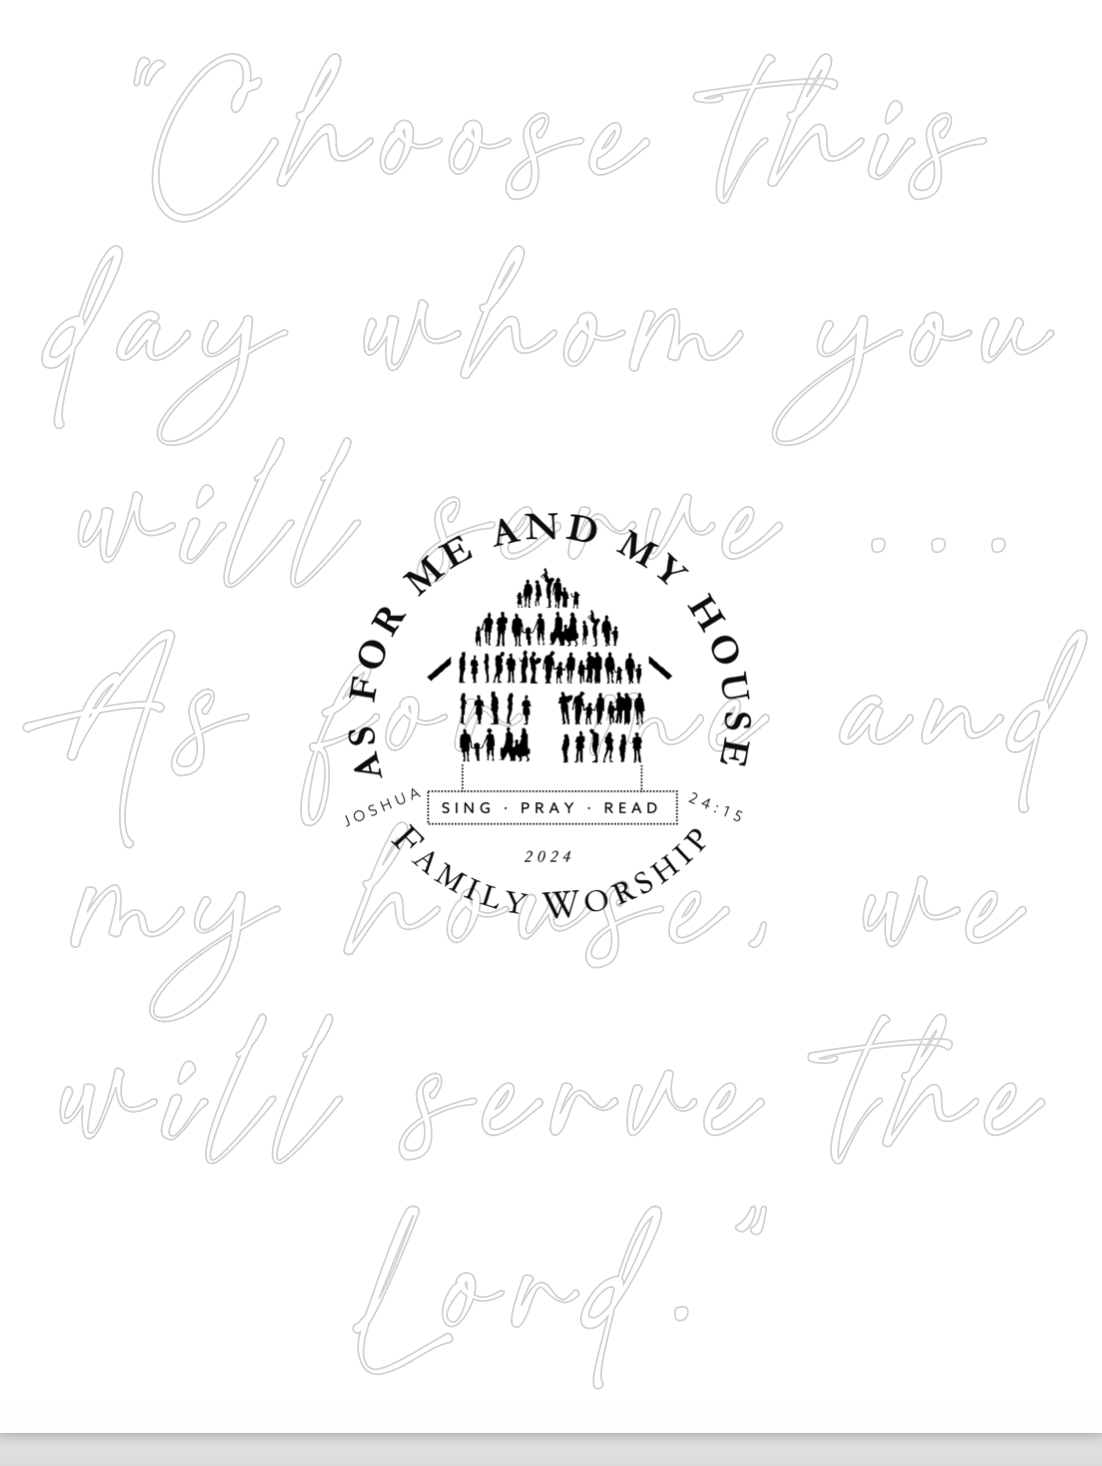 "Choose this
day whom you
will serve ...
As for me and
my house, we
will serve the
Lord."
AS FOR ME AND MY HOUSE
JOSHUA 24:15
SING · PRAY · READ
2024
FAMILY WORSHIP